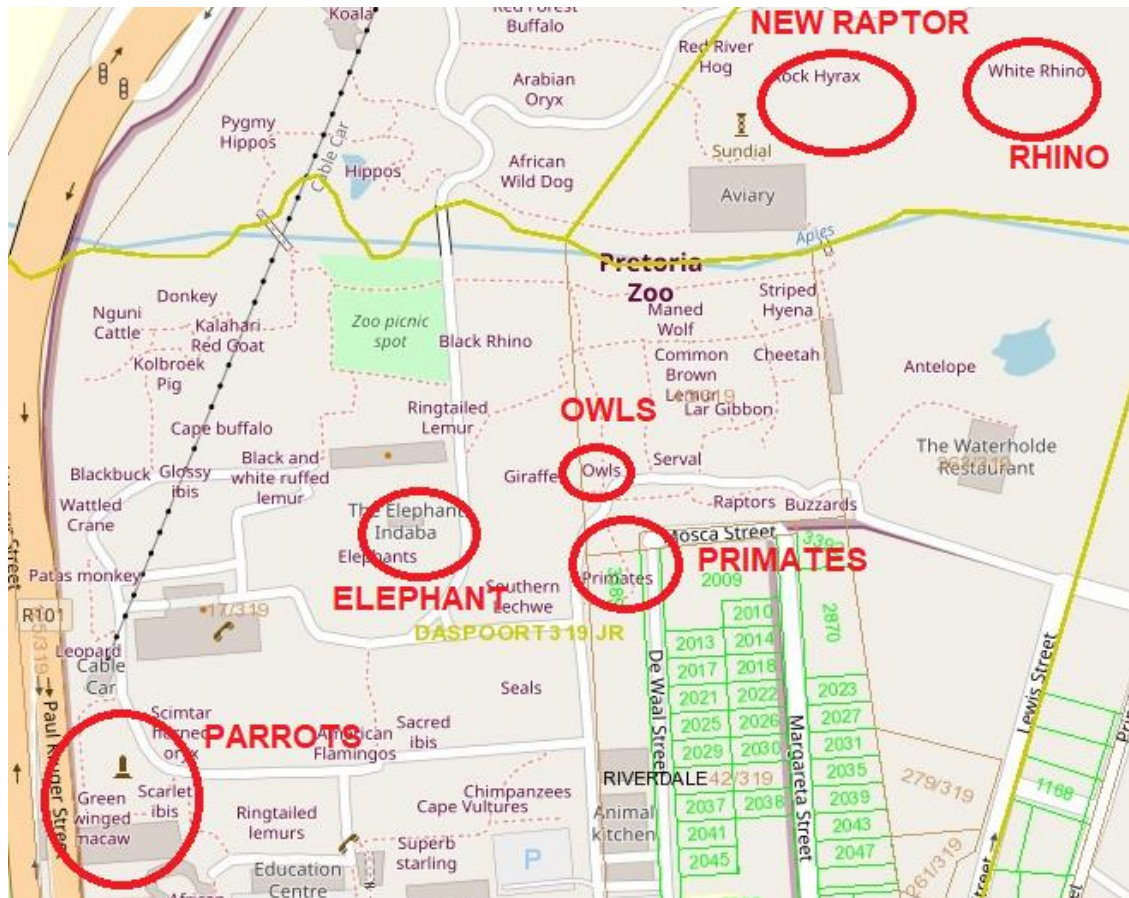 Koala
Red Forest
Buffalo
NEW RAPTOR
Red River
Hog
Rock Hyrax
White Rhino
Arabian
Oryx
Pygmy
Hippos
Cable Car
Hippos
African
Wild Dog
Sundial
RHINO
Aviary
Apies
Pretoria
Zoo
Donkey
Nguni
Cattle
Kalahari
Red Goat
Kolbroek
Pig
Zoo picnic
spot
Black Rhino
Maned
Wolf
Striped
Hyena
Common
Brown
Lemur
Cheetah
Antelope
Lar Gibbon
OWLS
Ringtailed
Lemur
Cape buffalo
The Waterholde
Restaurant
Blackbuck
Glossy
ibis
Black and
white ruffed
lemur
Giraffe
Owls
Serval
Wattled
Crane
Raptors
Buzzards
The Elephant
Indaba
Elephants
Mosca Street
PRIMATES
Primates
Patas monkey
ELEPHANT
Southern
Lechwe
2009
R101
17/319
DASPOORT 319 JR
2010
2013
2014
2870
Leopard
Cable
Car
2017
2018
Seals
2021
2022
2023
Scimtar
horned
oryx
PARROTS
American
Flamingos
Sacred
ibis
2025
2026
2027
2029
2030
2031
Paul Kruger Street
De Waal Street
Margareta Street
Lewis Street
RIVERDALE
42/319
2035
279/319
1168
Green
winged
macaw
Scarlet
ibis
Ringtailed
lemurs
Chimpanzees
Cape Vultures
Animal
kitchen
2037
2038
2039
2041
2043
2045
2047
Superb
starling
P
Education
Centre
261/319
African